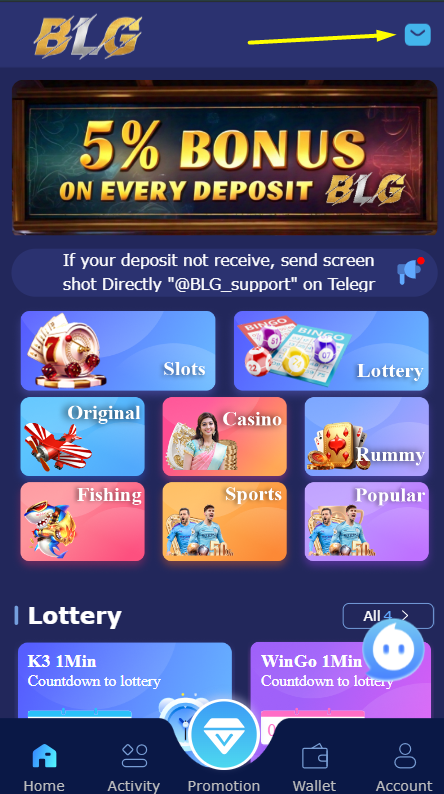 BLG
5% BONUS
ON EVERY DEPOSIT BLG
If your deposit not receive, send screen
shot Directly "@BLG_support" on Telegr
Slots
Lottery
Original
Casino
Rummy
Fishing
Sports
Popular
Lottery
All 4 >
K3 1Min
Countdown to lottery
WinGo 1Min
Countdown to lottery
Home
Activity
Promotion
Wallet
Account